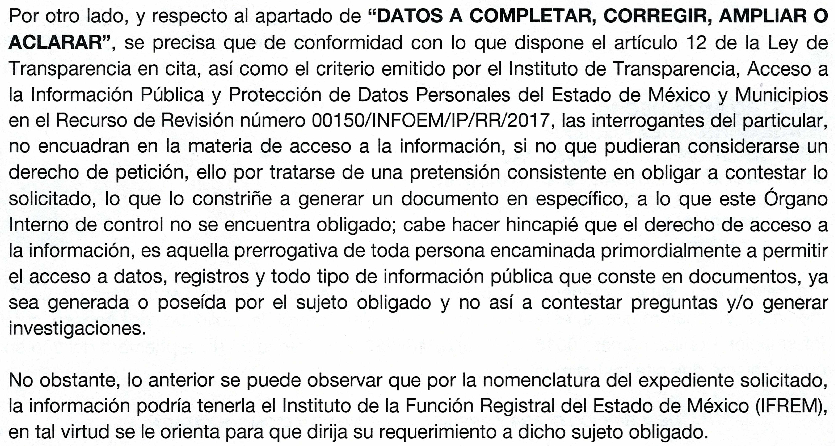 Por otro lado, y respecto al apartado de “DATOS A COMPLETAR, CORREGIR, AMPLIAR O
ACLARAR”, se precisa que de conformidad con lo que dispone el artículo 12 de la Ley de
Transparencia en cita, así como el criterio emitido por el Instituto de Transparencia, Acceso a
la Información Pública y Protección de Datos Personales del Estado de México y Municipios
en el Recurso de Revisión número 00150/INFOEM/IP/RR/2017, las interrogantes del particular,
no encuadran en la materia de acceso a la información, si no que pudieran considerarse un
derecho de petición, ello por tratarse de una pretensión consistente en obligar a contestar lo
solicitado, lo que lo constriñe a generar un documento en específico, a lo que este Órgano
Interno de control no se encuentra obligado; cabe hacer hincapié que el derecho de acceso a
la información, es aquella prerrogativa de toda persona encaminada primordialmente a permitir
el acceso a datos, registros y todo tipo de información pública que conste en documentos, ya
sea generada o poseída por el sujeto obligado y no así a contestar preguntas y/o generar
investigaciones.
No obstante, lo anterior se puede observar que por la nomenclatura del expediente solicitado,
la información podría tenerla el Instituto de la Función Registral del Estado de México (IFREM),
en tal virtud se le orienta para que dirija su requerimiento a dicho sujeto obligado.